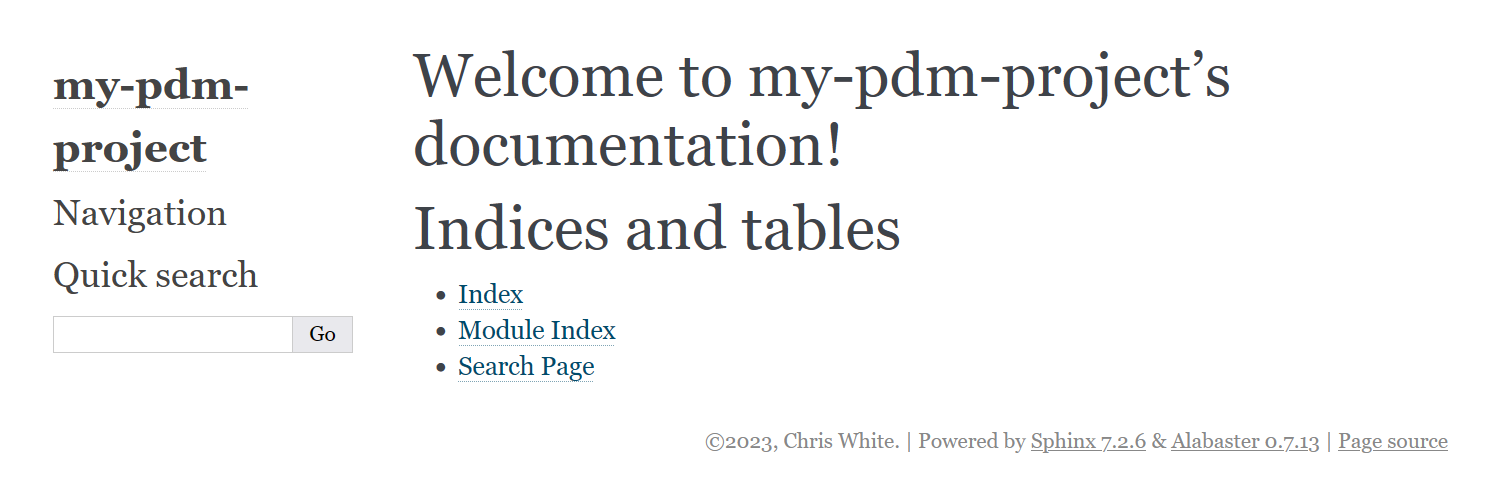 my-pdm-
project
Navigation
Quick search
Go
Welcome to my-pdm-project’s
documentation!
Indices and tables
Index
Module Index
Search Page
©2023, Chris White. | Powered by Sphinx 7.2.6 & Alabaster 0.7.13 | Page source